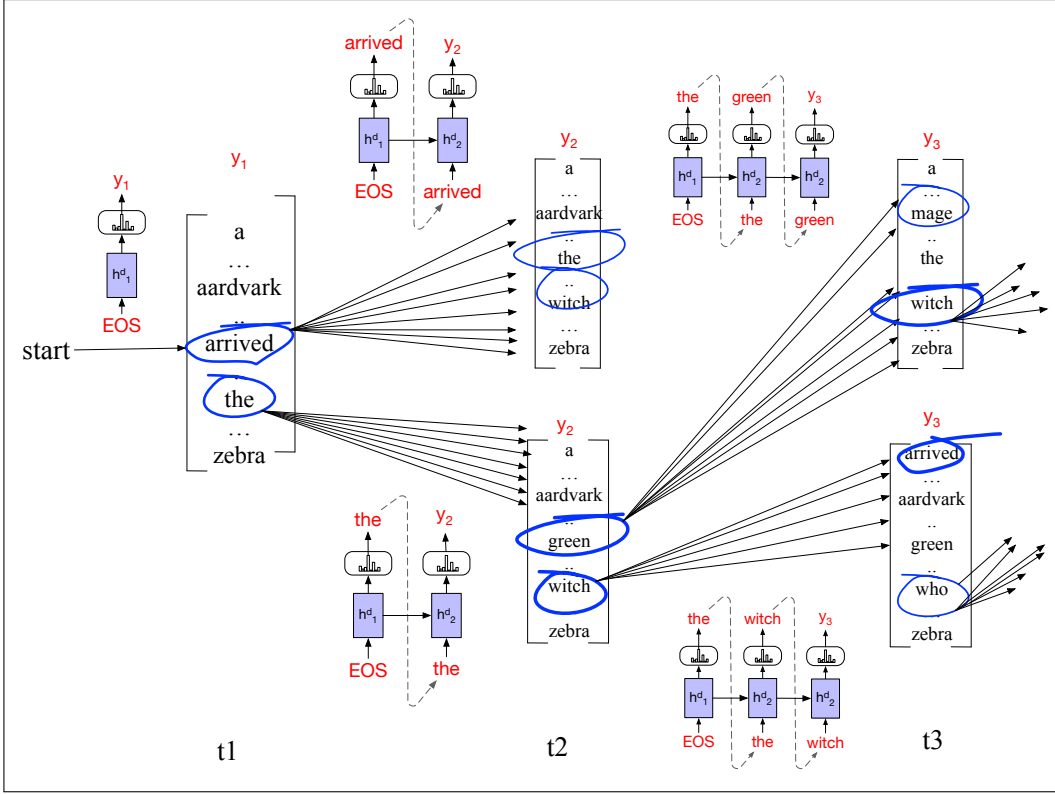 arrived y2
hd1 hd2
EOS arrived
y1
hd1
EOS
start
y1
a
...
aardvark
..
arrived
..
the
...
zebra
y2
a
...
aardvark
..
the
..
witch
...
zebra
the green y3
hd1 hd2 hd2
EOS the green
y3
a
...
mage
..
the
..
witch
...
zebra
the y2
hd1 hd2
EOS the
y2
a
...
aardvark
..
green
..
witch
...
zebra
the witch y3
hd1 hd2 hd2
EOS the witch
y3
arrived
...
aardvark
..
green
..
who
...
zebra
t1 t2 t3